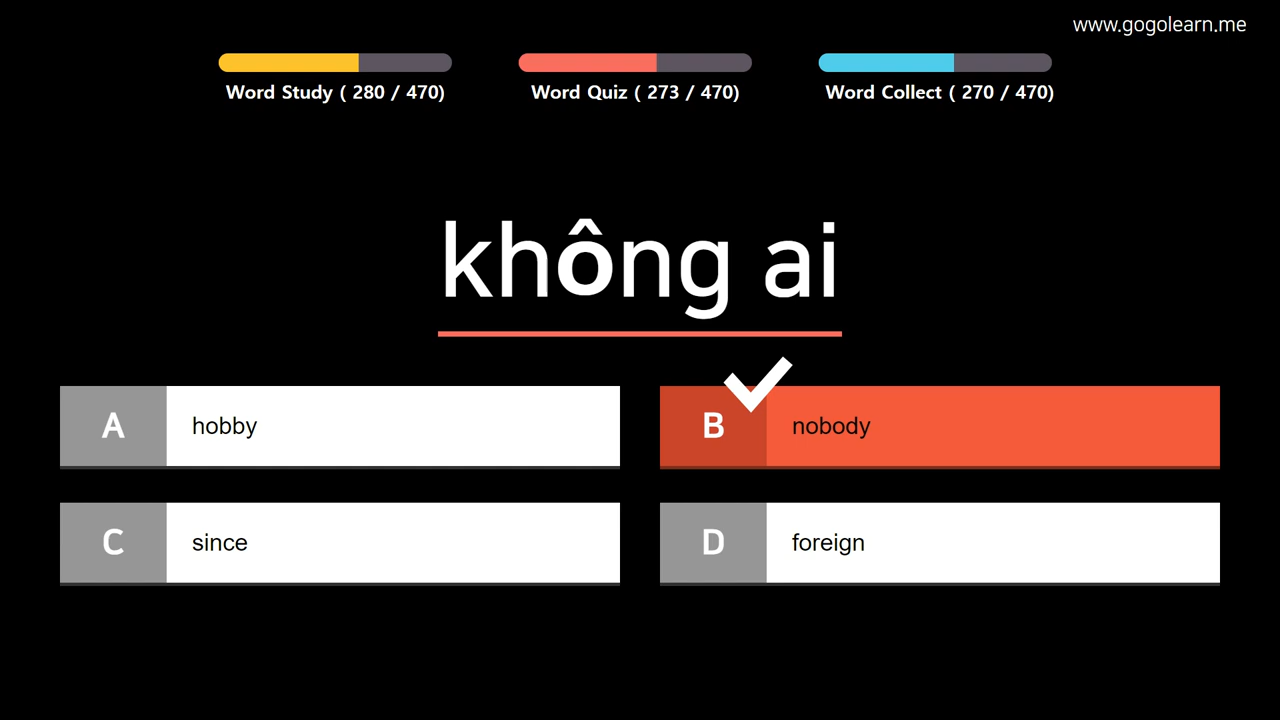 www.gogolearn.me
Word Study ( 280 / 470)
Word Quiz ( 273 / 470)
Word Collect ( 270 / 470)
không ai
A hobby
B nobody
C since
D foreign